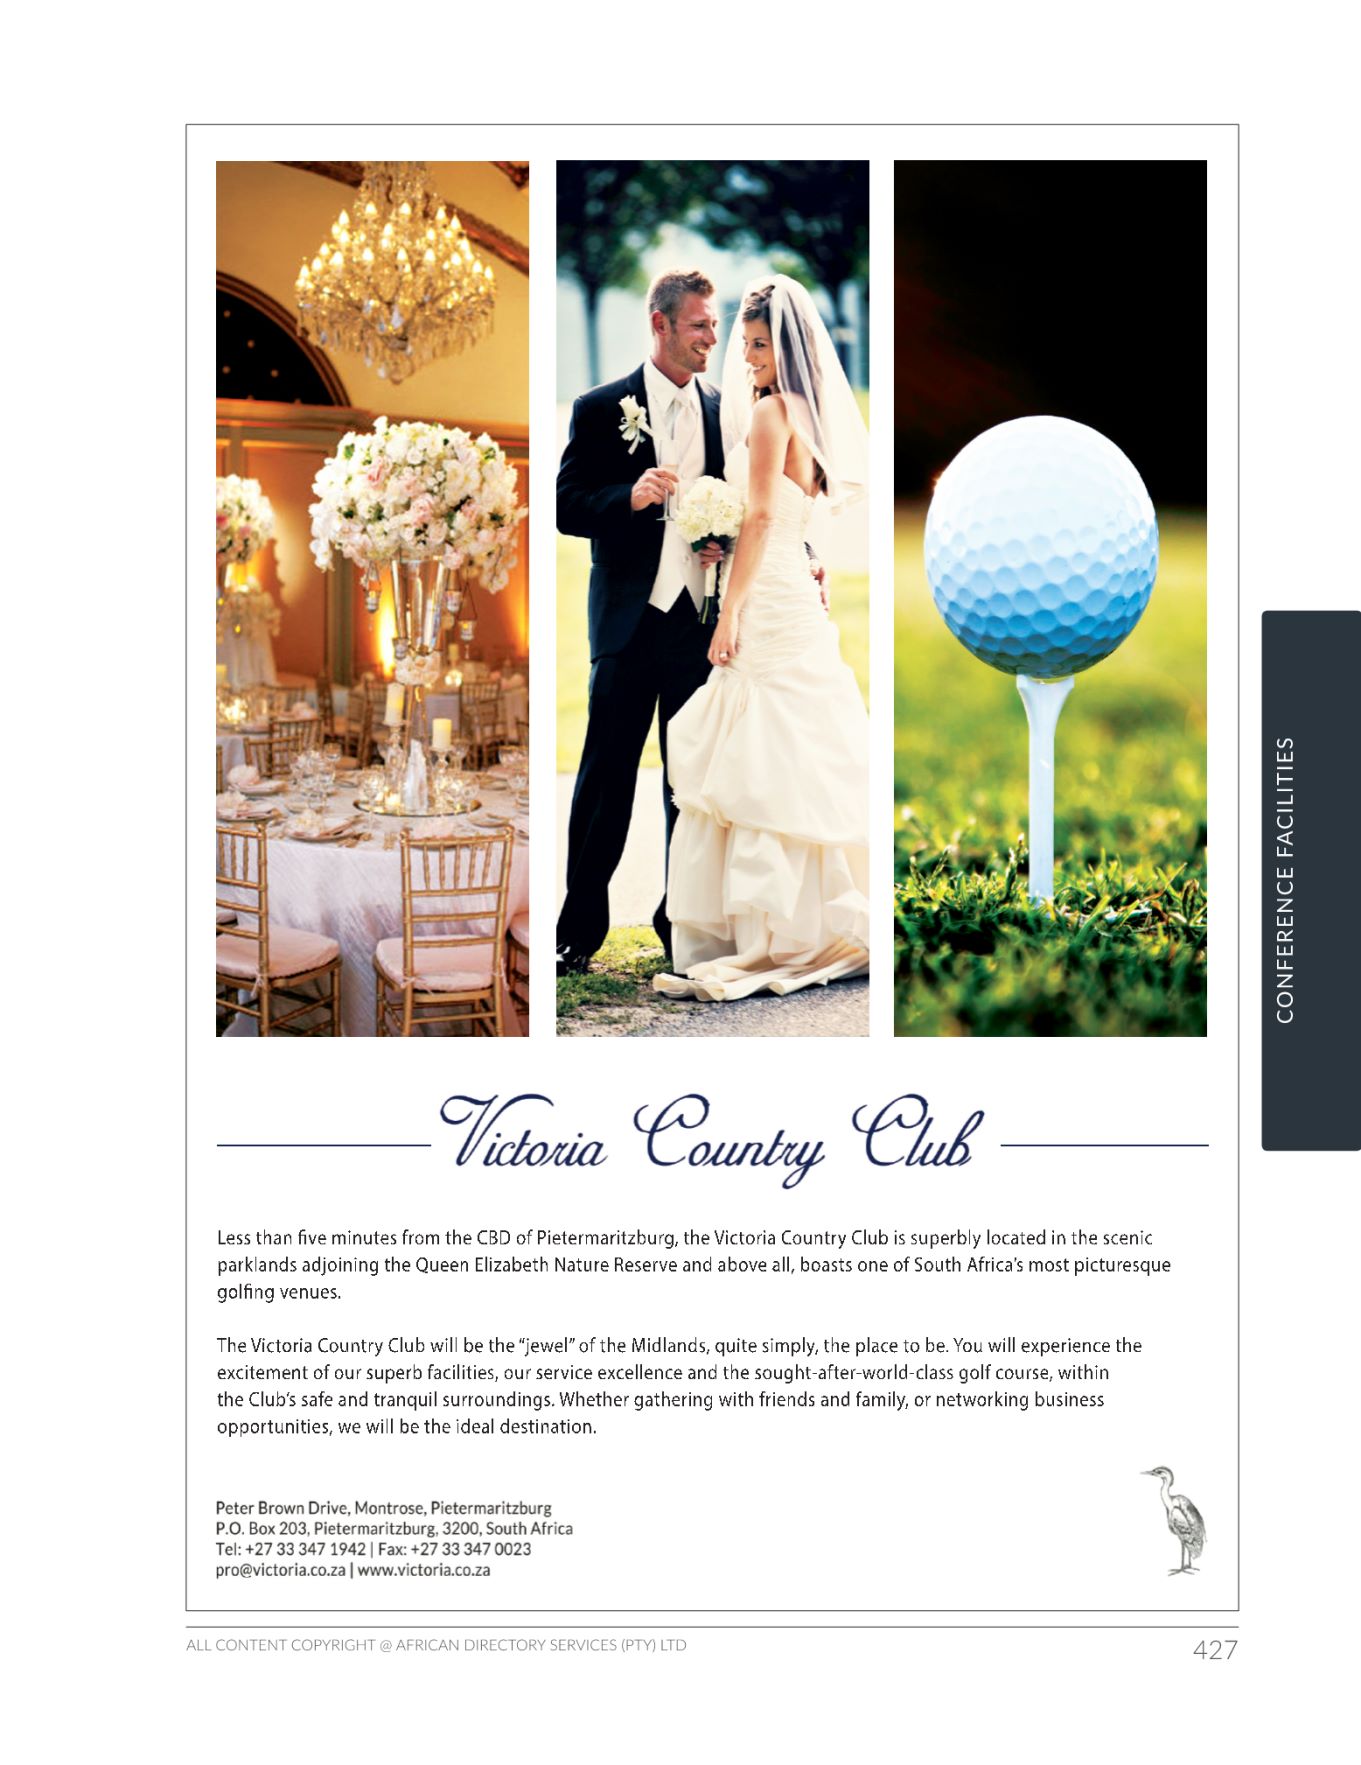 CONFERENCE FACILITIES
Victoria Country Club
Less than five minutes from the CBD of Pietermaritzburg, the Victoria Country Club is superbly located in the scenic
parklands adjoining the Queen Elizabeth Nature Reserve and above all, boasts one of South Africa's most picturesque
golfing venues.
The Victoria Country Club will be the “jewel” of the Midlands, quite simply, the place to be. You will experience the
excitement of our superb facilities, our service excellence and the sought-after-world-class golf course, within
the Club’s safe and tranquil surroundings. Whether gathering with friends and family, or networking business
opportunities, we will be the ideal destination.
Peter Brown Drive, Montrose, Pietermaritzburg
P.O. Box 203, Pietermaritzburg, 3200, South Africa
Tel: +27 33 347 1942 | Fax: +27 33 347 0023
pro@victoria.co.za | www.victoria.co.za
ALL CONTENT COPYRIGHT @ AFRICAN DIRECTORY SERVICES (PTY) LTD
427